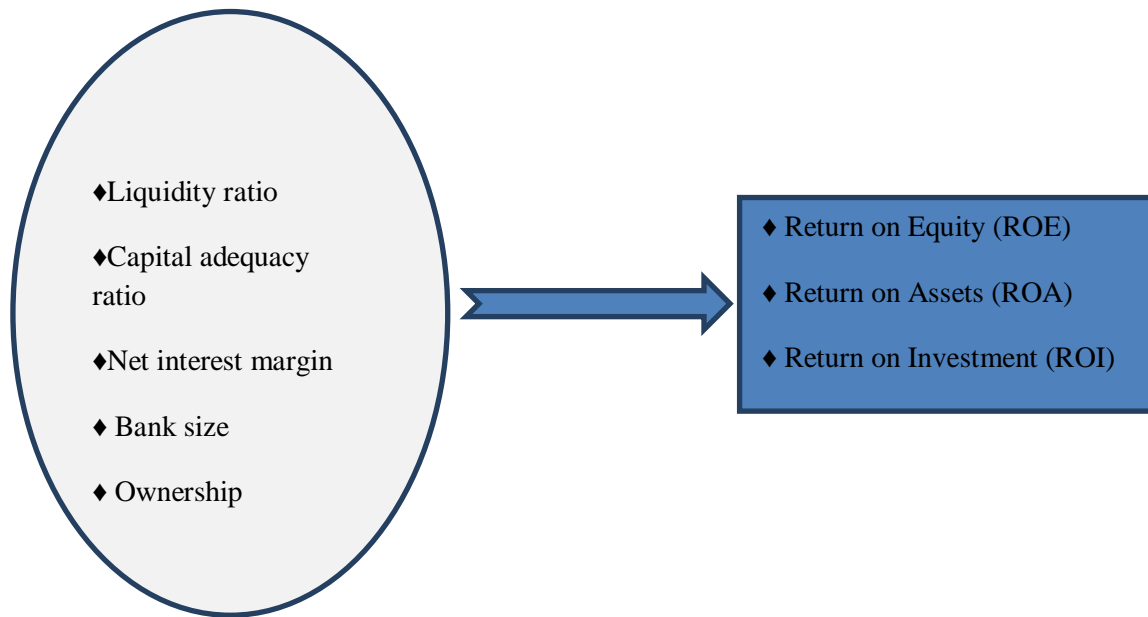 ♦Liquidity ratio
♦Capital adequacy
ratio
♦Net interest margin
♦ Bank size
♦ Ownership
♦ Return on Equity (ROE)
♦ Return on Assets (ROA)
♦ Return on Investment (ROI)